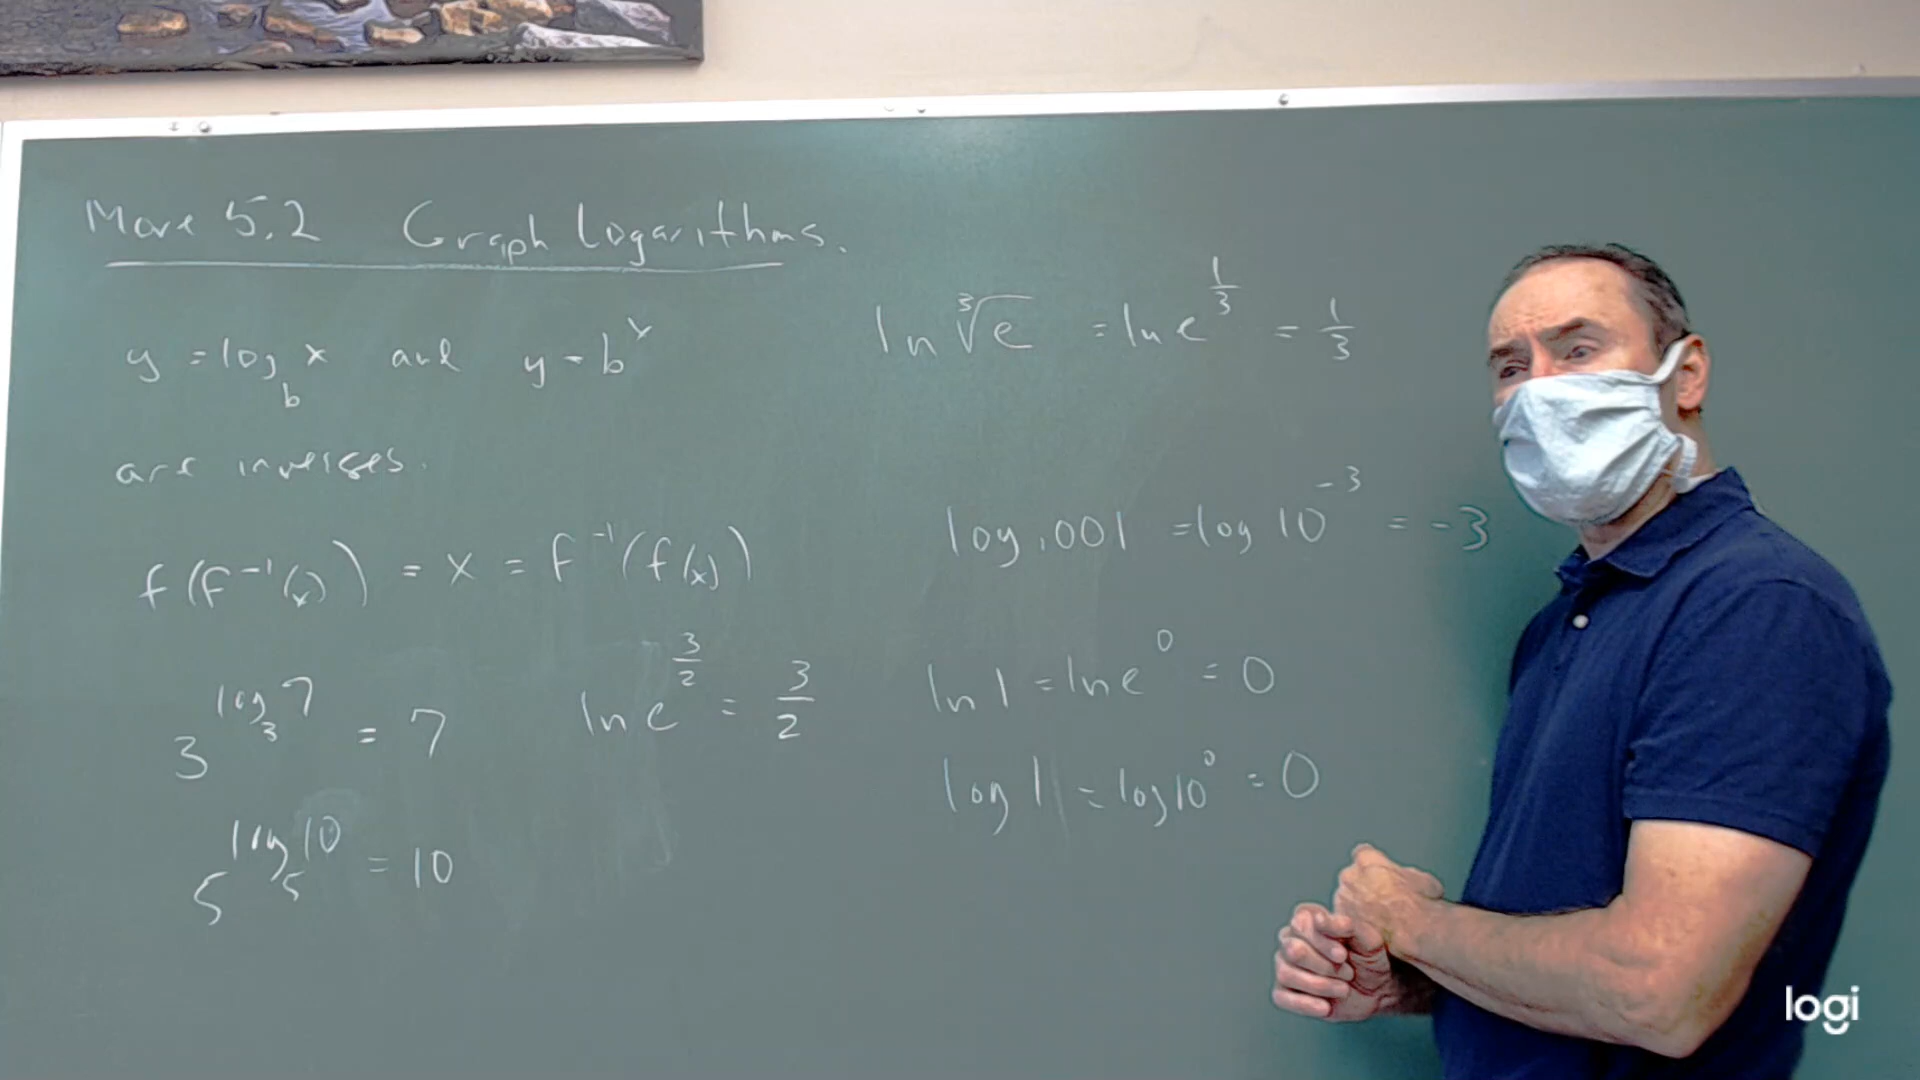 More 5.2 Graph Logarithms.
y = log_b x and y = b^x
are inverses.
f(f^-1(x)) = x = f^-1(f(x))
3^(log_3 7) = 7
ln e^(3/2) = 3/2
5^(log_5 10) = 10
ln ∛e = ln e^(1/3) = 1/3
log .001 = log 10^-3 = -3
ln 1 = ln e^0 = 0
log 1 = log 10^0 = 0
logi